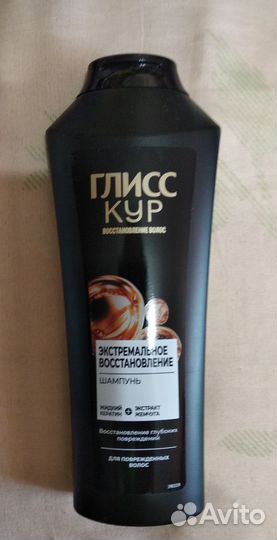 ГЛИСС
КУР
ВОССТАНОВЛЕНИЕ ВОЛОС
ЭКСТРЕМАЛЬНОЕ
ВОССТАНОВЛЕНИЕ
ШАМПУНЬ
ЖИДКИЙ КЕРАТИН + ЭКСТРАКТ ЖЕМЧУГА
Восстановление глубоких
повреждений
ДЛЯ ПОВРЕЖДЕННЫХ
ВОЛОС
Avito